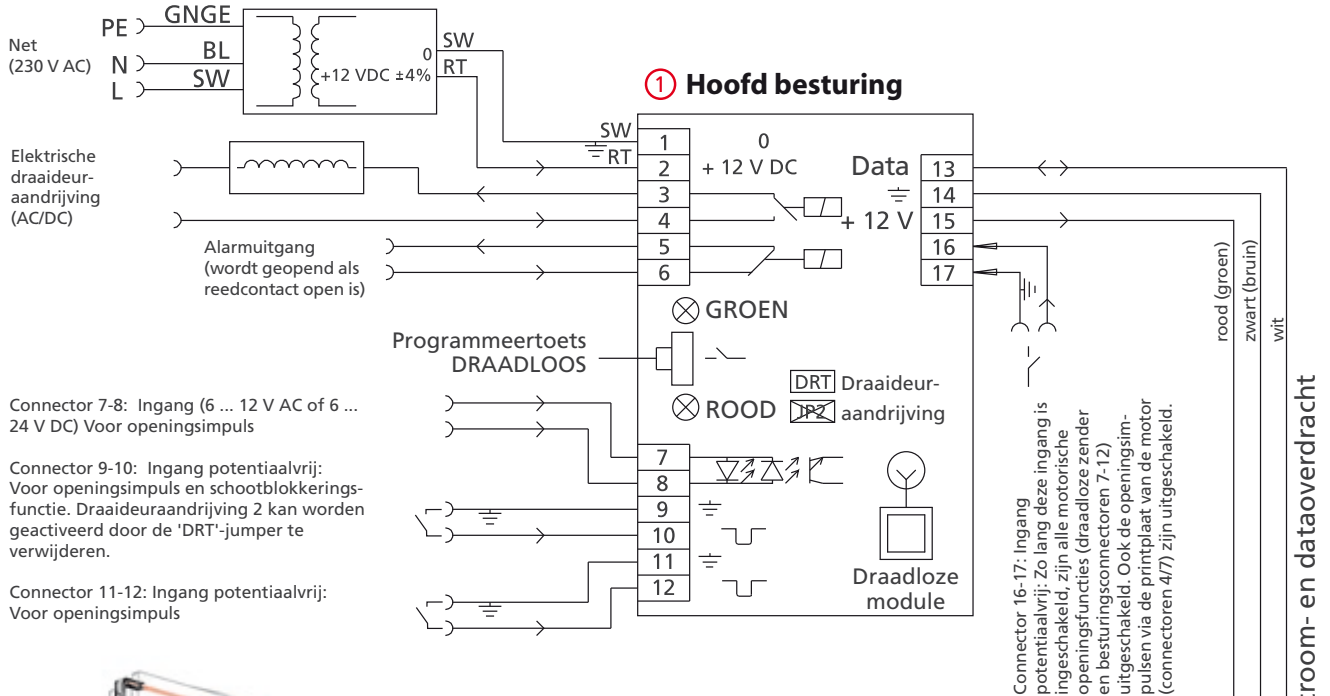 GNGE
PE
Net
(230 V AC)
BL
N
SW
L
0
+12 VDC ±4%
SW
RT
① Hoofd besturing
Elektrische
draaideur-
aandrijving
(AC/DC)
SW
RT
1
2
3
4
5
6
0
+ 12 V DC
Data
+ 12 V
13
14
15
16
17
Alarmuitgang
(wordt geopend als
reedcontact open is)
GROEN
Programmeertoets
DRAADLOOS
ROOD
DRT Draaideur-
JP2 aandrijving
Connector 7-8: Ingang (6 ... 12 V AC of 6 ...
24 V DC) Voor openingsimpuls
Connector 9-10: Ingang potentiaalvrij:
Voor openingsimpuls en schootblokkerings-
functie. Draaideuraandrijving 2 kan worden
geactiveerd door de 'DRT'-jumper te
verwijderen.
Connector 11-12: Ingang potentiaalvrij:
Voor openingsimpuls
7
8
9
10
11
12
Draadloze
module
Connector 16-17: Ingang
potentiaalvrij: Zo lang deze ingang is
ingeschakeld, zijn alle motorische
openingsfuncties (draadloze zender
en besturingsconnectoren 7-12)
uitgeschakeld. Ook de openingsim-
pulsen via de printplaat van de motor
(connectoren 4/7) zijn uitgeschakeld.
rood (groen)
zwart (bruin)
wit
room- en dataoverdracht